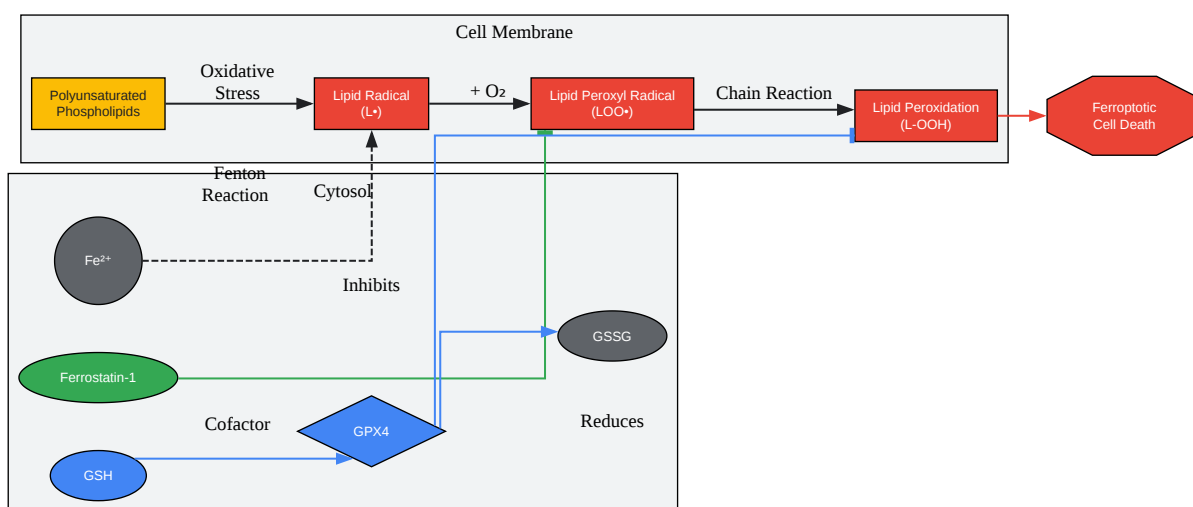 Cell Membrane
Polyunsaturated
Phospholipids
Oxidative
Stress
Lipid Radical
(L•)
+ O₂
Lipid Peroxyl Radical
(LOO•)
Chain Reaction
Lipid Peroxidation
(L-OOH)
Ferroptotic
Cell Death
Fenton
Reaction
Cytosol
Fe²⁺
Inhibits
GSSG
Ferrostatin-1
Cofactor
GPX4
Reduces
GSH